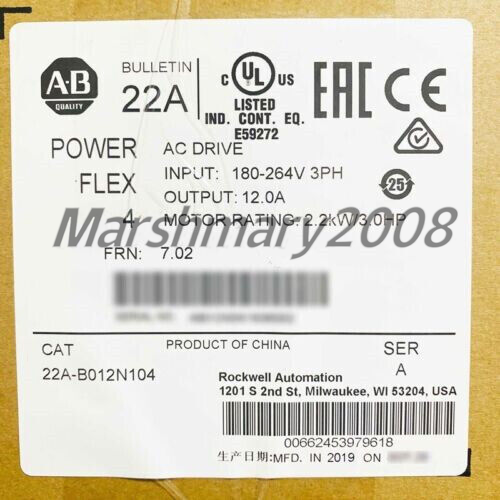 A-B
QUALITY
BULLETIN
22A
C UL US
LISTED
IND. CONT. EQ.
E59272
EAC CE
POWER
FLEX
4
AC DRIVE
INPUT: 180-264V 3PH
OUTPUT: 12.0A
MOTOR RATING: 2.2kW/3.0HP
25
Marshmary2008
FRN: 7.02
CAT
22A-B012N104
PRODUCT OF CHINA
SER
A
Rockwell Automation
1201 S 2nd St, Milwaukee, WI 53204, USA
00662453979618
生产日期:MFD. IN 2019 ON